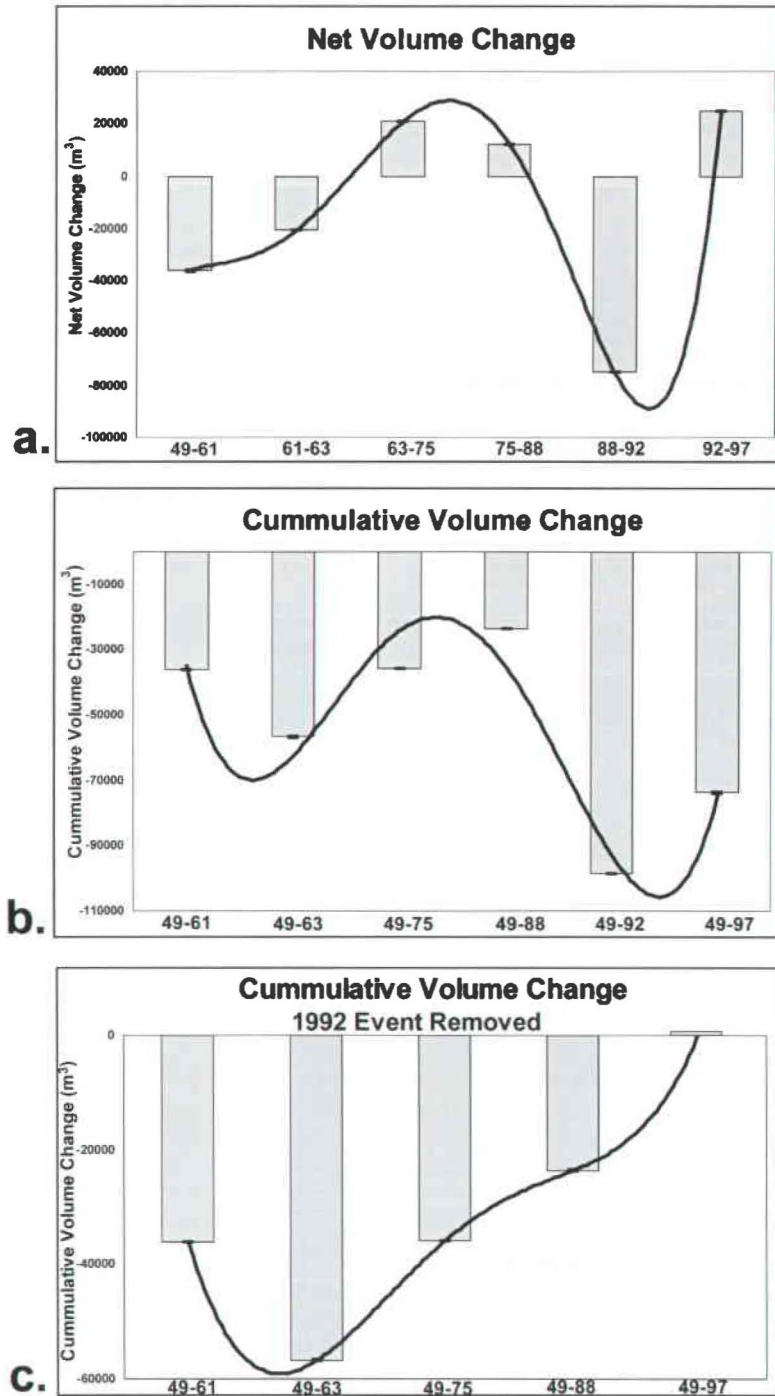 Net Volume Change
Net Volume Change (m³)
40000
20000
0
-20000
-40000
-60000
-80000
-100000
49-61 61-63 63-75 75-88 88-92 92-97
a.
Cummulative Volume Change
Cummulative Volume Change (m³)
-10000
-30000
-50000
-70000
-90000
-110000
49-61 49-63 49-75 49-88 49-92 49-97
b.
Cummulative Volume Change
1992 Event Removed
Cummulative Volume Change (m³)
0
-20000
-40000
-60000
49-61 49-63 49-75 49-88 49-97
c.